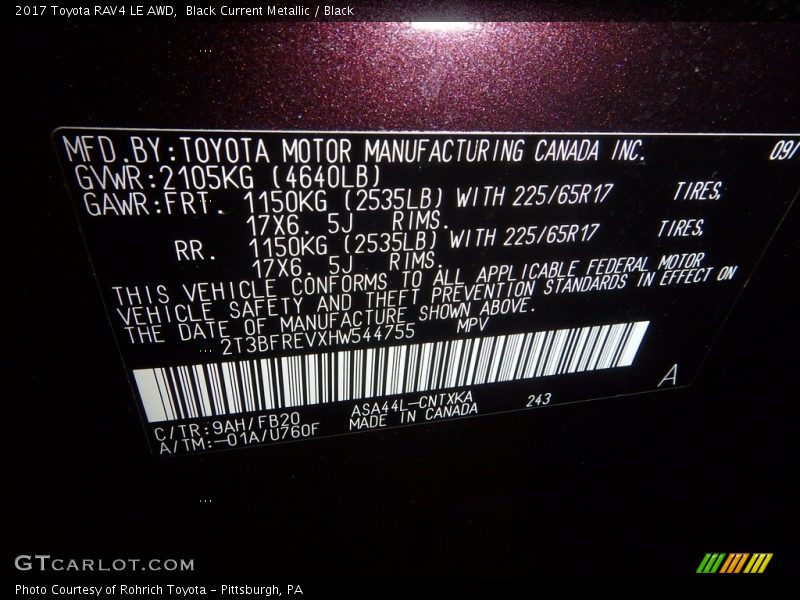 2017 Toyota RAV4 LE AWD, Black Current Metallic / Black
MFD.BY:TOYOTA MOTOR MANUFACTURING CANADA INC. 09/
GVWR:2105KG (4640LB)
GAWR:FRT. 1150KG (2535LB) WITH 225/65R17 TIRES,
17X6. 5J RIMS.
RR. 1150KG (2535LB) WITH 225/65R17 TIRES,
17X6. 5J RIMS.
THIS VEHICLE CONFORMS TO ALL APPLICABLE FEDERAL MOTOR
VEHICLE SAFETY AND THEFT PREVENTION STANDARDS IN EFFECT ON
THE DATE OF MANUFACTURE SHOWN ABOVE.
2T3BFREVXHW544755 MPV
A
C/TR:9AH/FB20 ASA44L-CNTXKA 243
A/TM:-01A/U760F MADE IN CANADA
GTCARLOT.COM
Photo Courtesy of Rohrich Toyota - Pittsburgh, PA